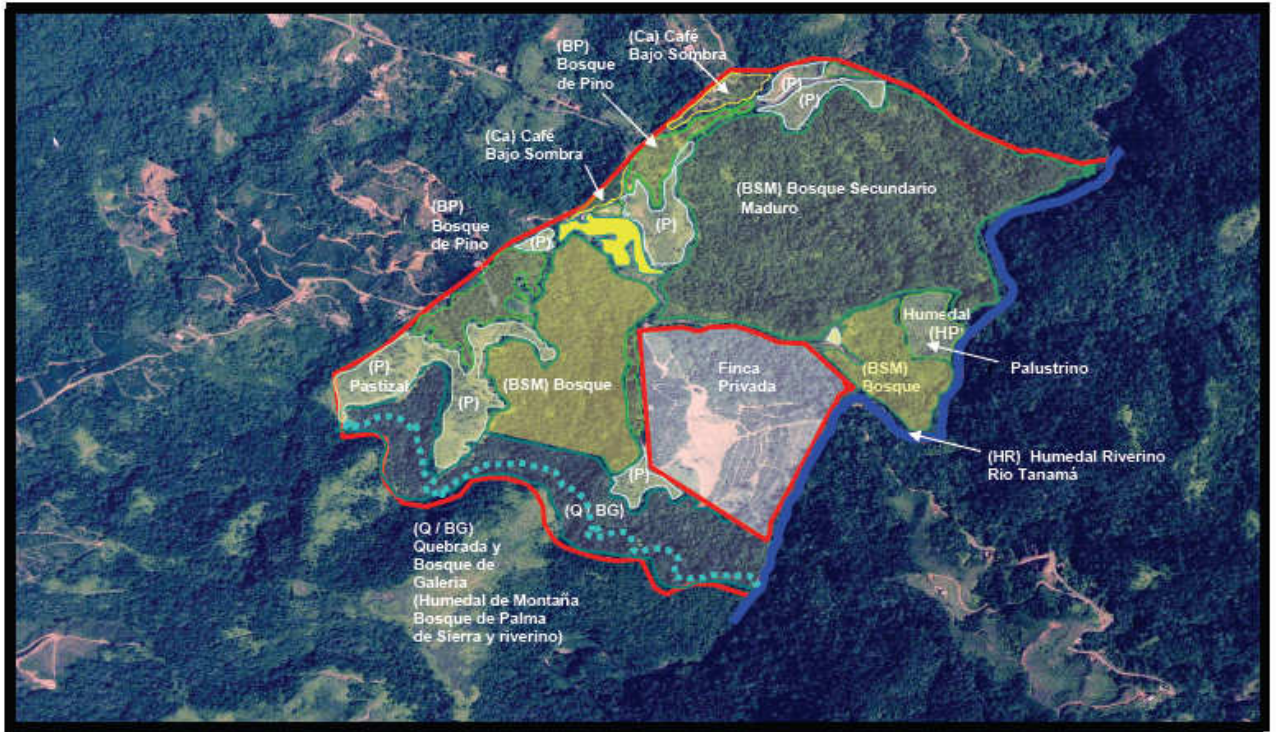 (Ca) Café
Bajo Sombra
(BP)
Bosque
de Pino
(P)
(P)
(Ca) Café
Bajo Sombra
(BSM) Bosque Secundario
Maduro
(BP)
Bosque
de Pino
(P)
(P)
Humedal
(HP
Palustrino
(P)
Pastizal
(P)
(BSM) Bosque
Finca
Privada
(BSM)
Bosque
(HR) Humedal Riverino
Rio Tanamá
(P)
(Q / BG)
(Q / BG)
Quebrada y
Bosque de
Galeria
(Humedal de Montaña
Bosque de Palma
de Sierra y riverino)